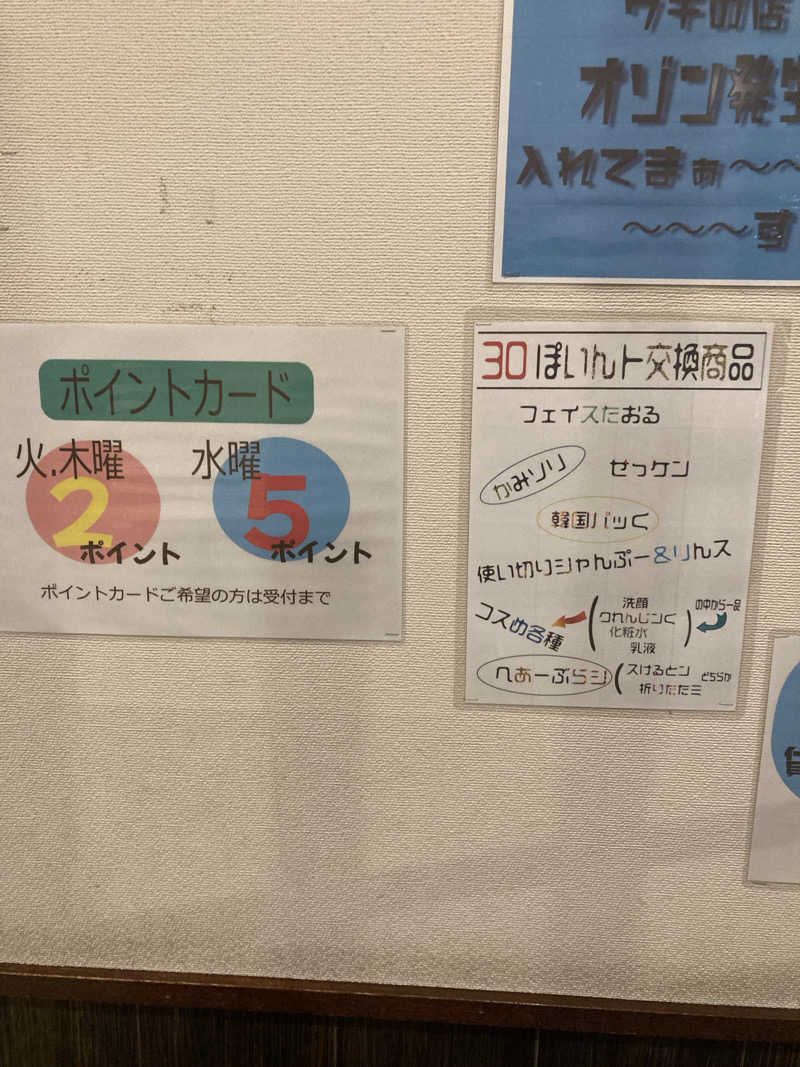 ウキの店
オゾン発生
入れてまぁ〜〜
〜〜〜す
ポイントカード
火.木曜
2
ポイント
水曜
5
ポイント
ポイントカードご希望の方は受付まで
30ぽいんト交換商品
フェイスたおる
かみソリ
せっケン
韓国パッく
使い切りシゃんぷー&りんス
コスめ各種
(洗顔
クれんじンく
化粧水
乳液)
の中から一品
へあーぶらシ
(スけるとン
折りたたミ
どちらか